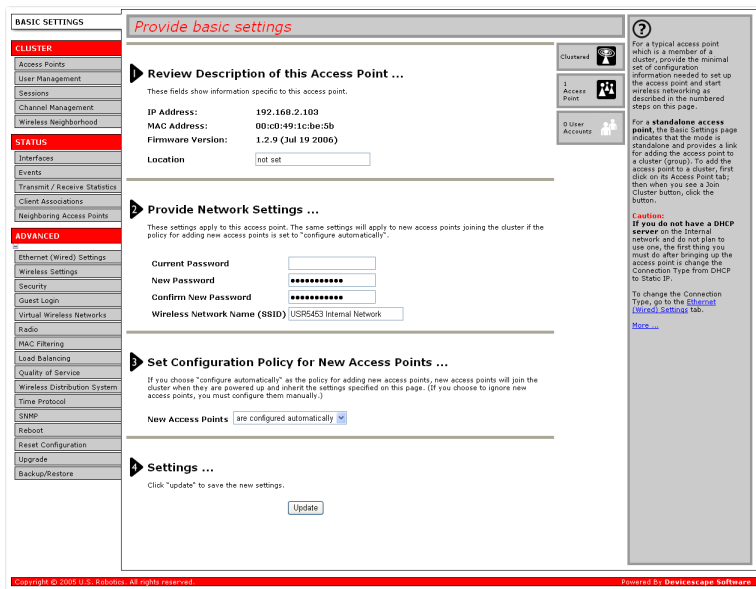 BASIC SETTINGS
CLUSTER
Access Points
User Management
Sessions
Channel Management
Wireless Neighborhood
STATUS
Interfaces
Events
Transmit / Receive Statistics
Client Associations
Neighboring Access Points
ADVANCED
Ethernet (Wired) Settings
Wireless Settings
Security
Guest Login
Virtual Wireless Networks
Radio
MAC Filtering
Load Balancing
Quality of Service
Wireless Distribution System
Time Protocol
SNMP
Reboot
Reset Configuration
Upgrade
Backup/Restore
Provide basic settings
1 Review Description of this Access Point ...
These fields show information specific to this access point.
IP Address: 192.168.2.103
MAC Address: 00:c0:49:1c:be:5b
Firmware Version: 1.2.9 (Jul 19 2006)
Location not set
2 Provide Network Settings ...
These settings apply to this access point. The same settings will apply to new access points joining the cluster if the
policy for adding new access points is set to "configure automatically".
Current Password
New Password ●●●●●●●●●●●
Confirm New Password ●●●●●●●●●●●
Wireless Network Name (SSID) USR5453 Internal Network
3 Set Configuration Policy for New Access Points ...
If you choose "configure automatically" as the policy for adding new access points, new access points will join the
cluster when they are powered up and inherit the settings specified on this page. (If you choose to ignore new
access points, you must configure them manually.)
New Access Points are configured automatically
4 Settings ...
Click "update" to save the new settings.
Update
Clustered
1
Access
Point
0 User
Accounts
?
For a typical access point
which is a member of a
cluster, provide the minimal
set of configuration
information needed to set up
the access point and start
wireless networking as
described in the numbered
steps on this page.
For a standalone access
point, the Basic Settings page
indicates that the mode is
standalone and provides a link
for adding the access point to
a cluster (group). To add the
access point to a cluster, first
click on its Access Point tab;
then when you see a Join
Cluster button, click the
button.
Caution:
If you do not have a DHCP
server on the Internal
network and do not plan to
use one, the first thing you
must do after bringing up the
access point is change the
Connection Type from DHCP
to Static IP.
To change the Connection
Type, go to the Ethernet
(Wired) Settings tab.
More ...
Copyright © 2005 U.S. Robotics. All rights reserved.
Powered By Devicescape Software